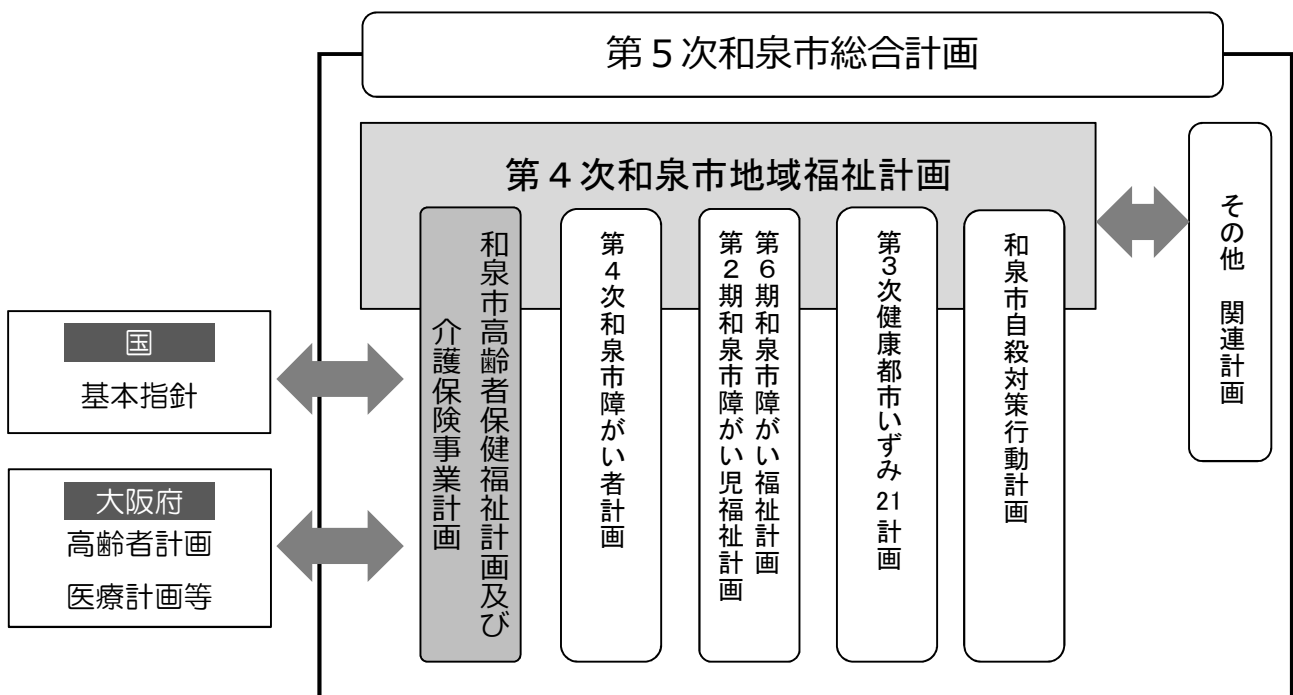 第５次和泉市総合計画
第４次和泉市地域福祉計画
和泉市高齢者保健福祉計画及び
介護保険事業計画
第４次和泉市障がい者計画
第６期和泉市障がい福祉計画
第２期和泉市障がい児福祉計画
第３次健康都市いずみ 21 計画
和泉市自殺対策行動計画
その他　関連計画
国
基本指針
大阪府
高齢者計画
医療計画等